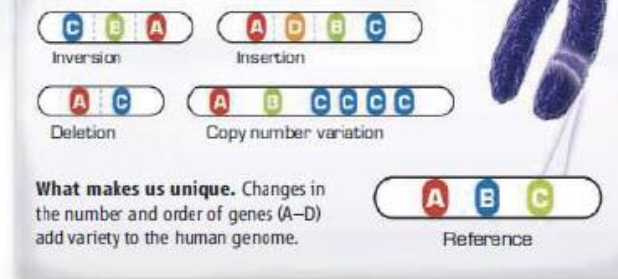 C B A
A D B C
Inversion
Insertion
A C
A B C C C C
Deletion
Copy number variation
What makes us unique. Changes in
the number and order of genes (A–D)
add variety to the human genome.
A B C
Reference